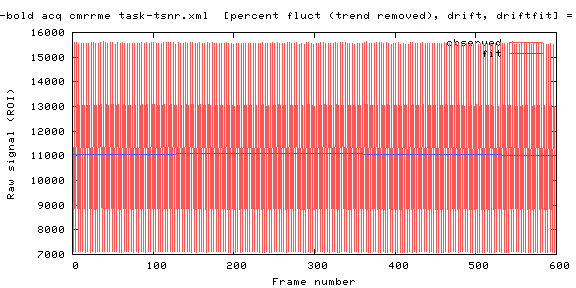 -bold acq cmrrme task-tsnr.xml [percent fluct (trend removed), drift, driftfit] =
16000
observed
fit
15000
14000
13000
12000
11000
10000
9000
8000
7000
Raw signal (ROI)
0 100 200 300 400 500 600
Frame number